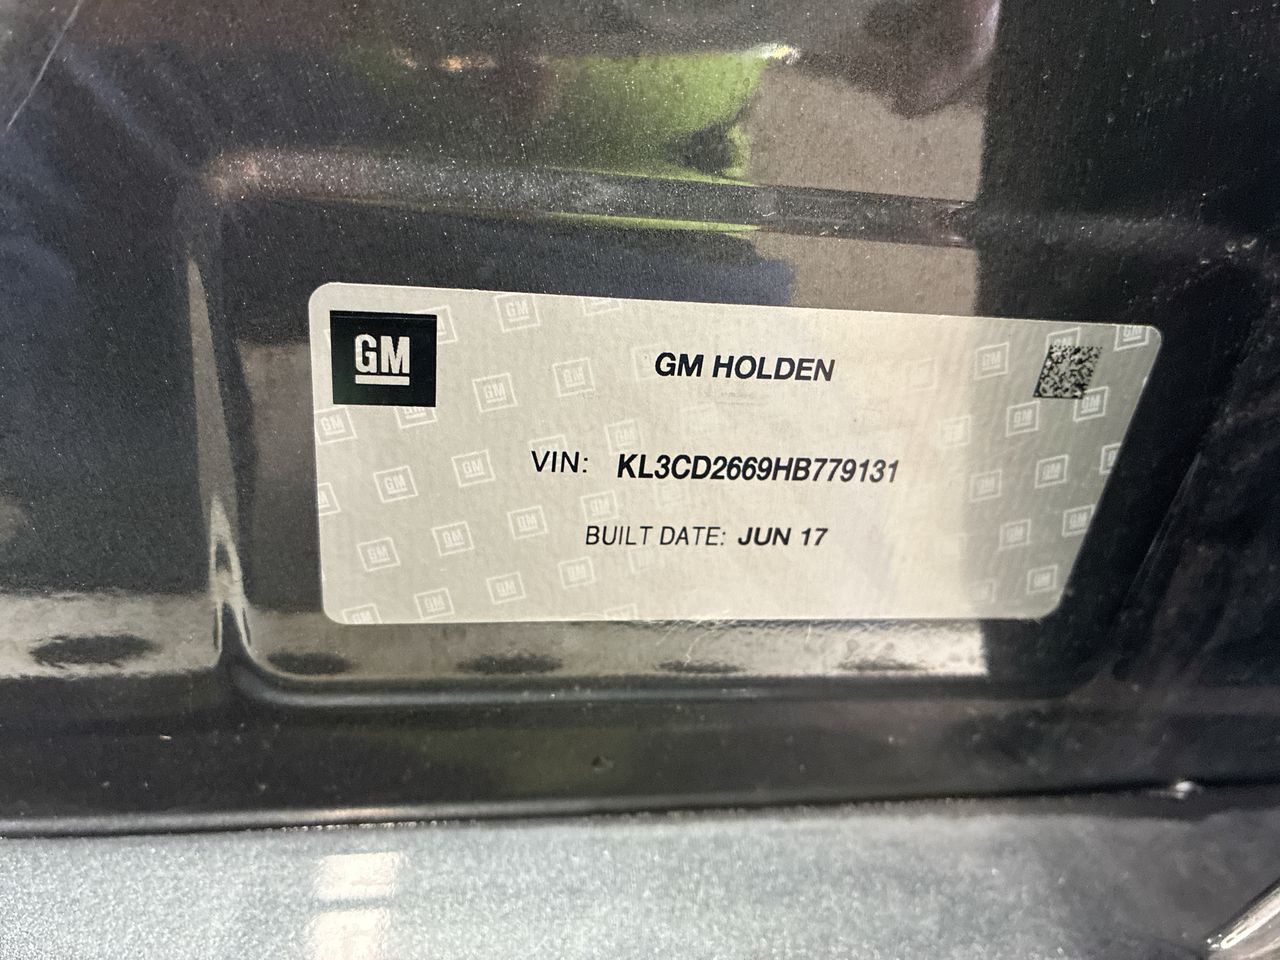 GM
GM HOLDEN
VIN: KL3CD2669HB779131
BUILT DATE: JUN 17